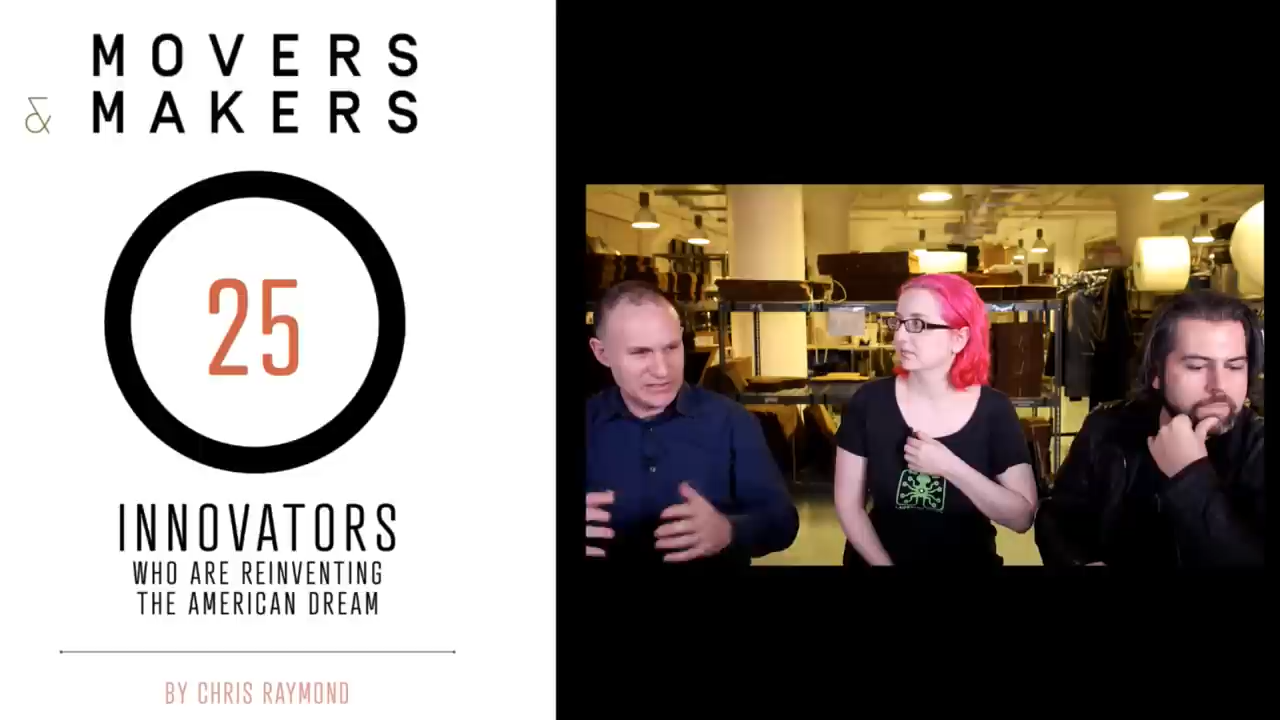 MOVERS
& MAKERS
25
INNOVATORS
WHO ARE REINVENTING
THE AMERICAN DREAM
BY CHRIS RAYMOND